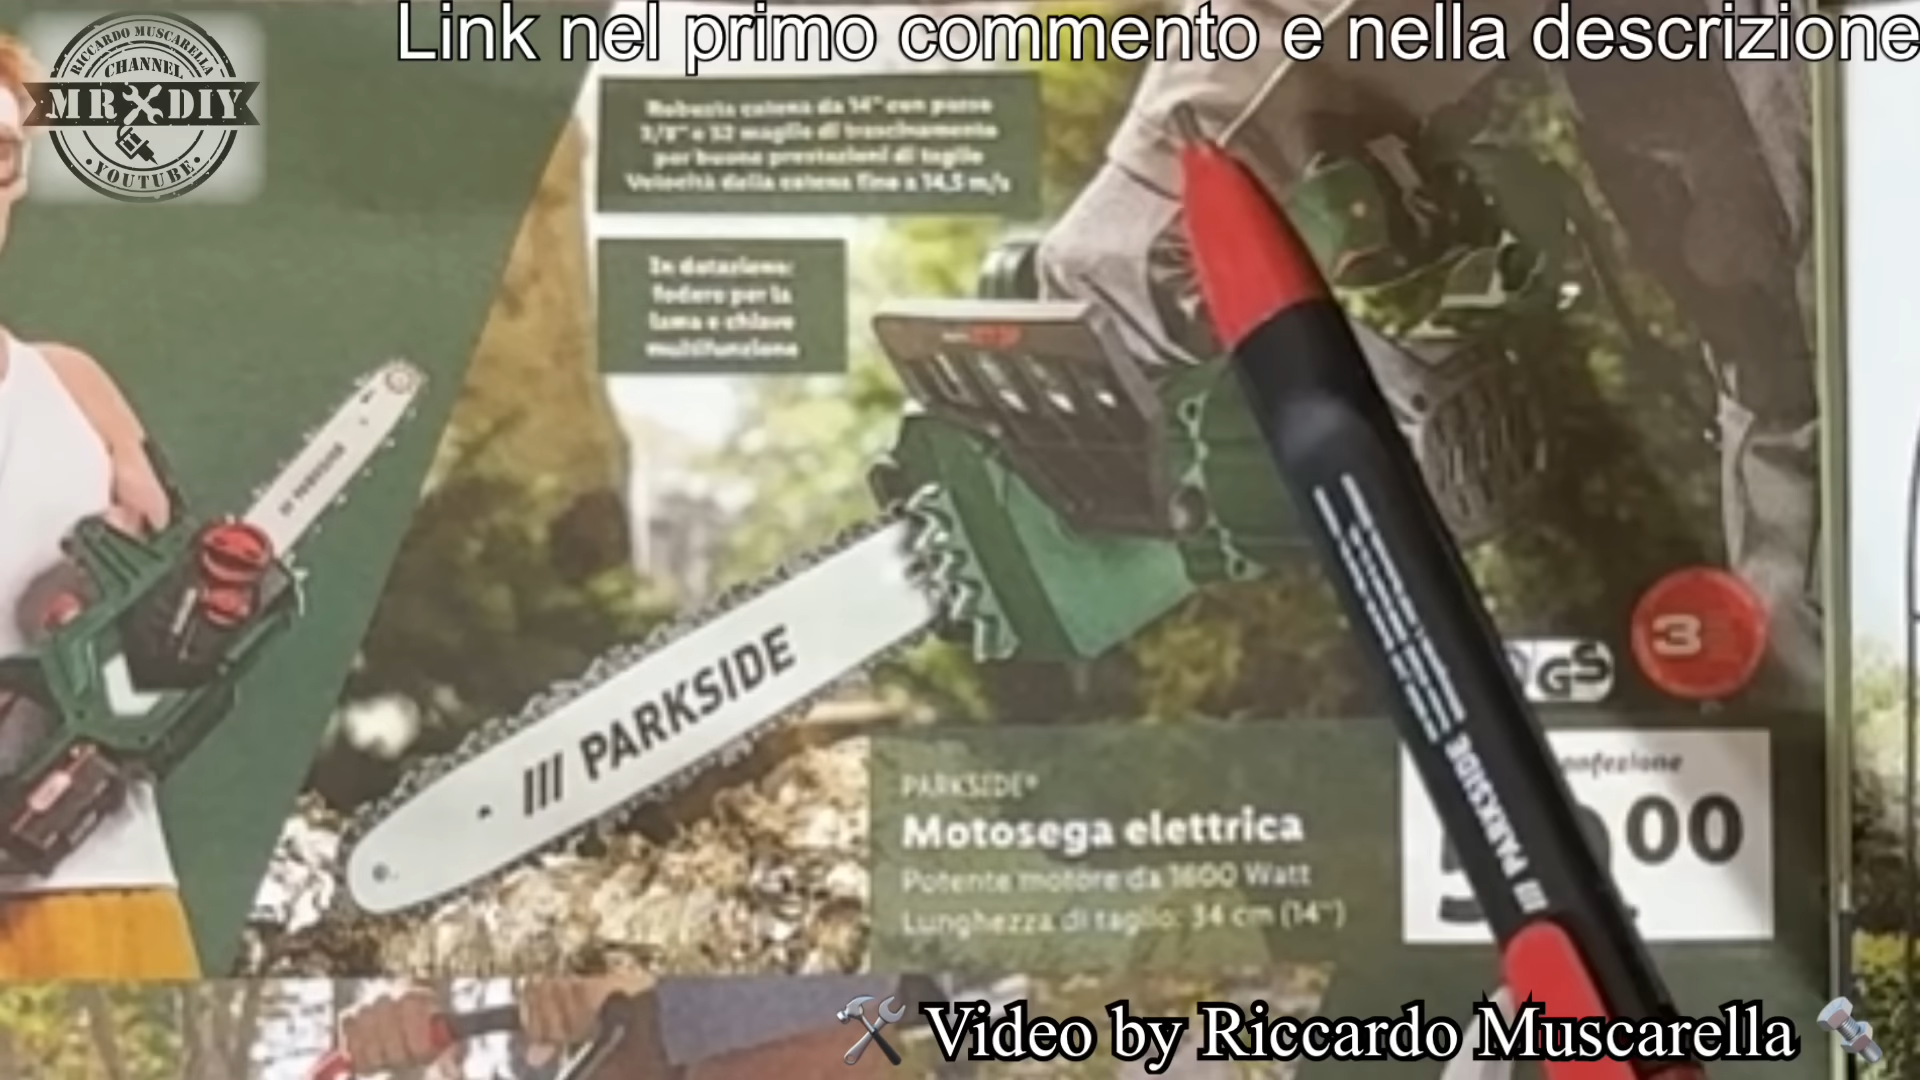 Link nel primo commento e nella descrizione
RICCARDO MUSCARELLA
CHANNEL
MR DIY
YOUTUBE
Robusta catena da 14" con passo
3/8" e 52 maglie di trascinamento
per buone prestazioni di taglio
Velocità della catena fino a 14,5 m/s
In dotazione:
fodero per la
lama e chiave
multifunzione
PARKSIDE
PARKSIDE
GS
3
PARKSIDE®
Motosega elettrica
Potente motore da 1600 Watt
Lunghezza di taglio: 34 cm (14")
confezione
00
PARKSIDE
Video by Riccardo Muscarella